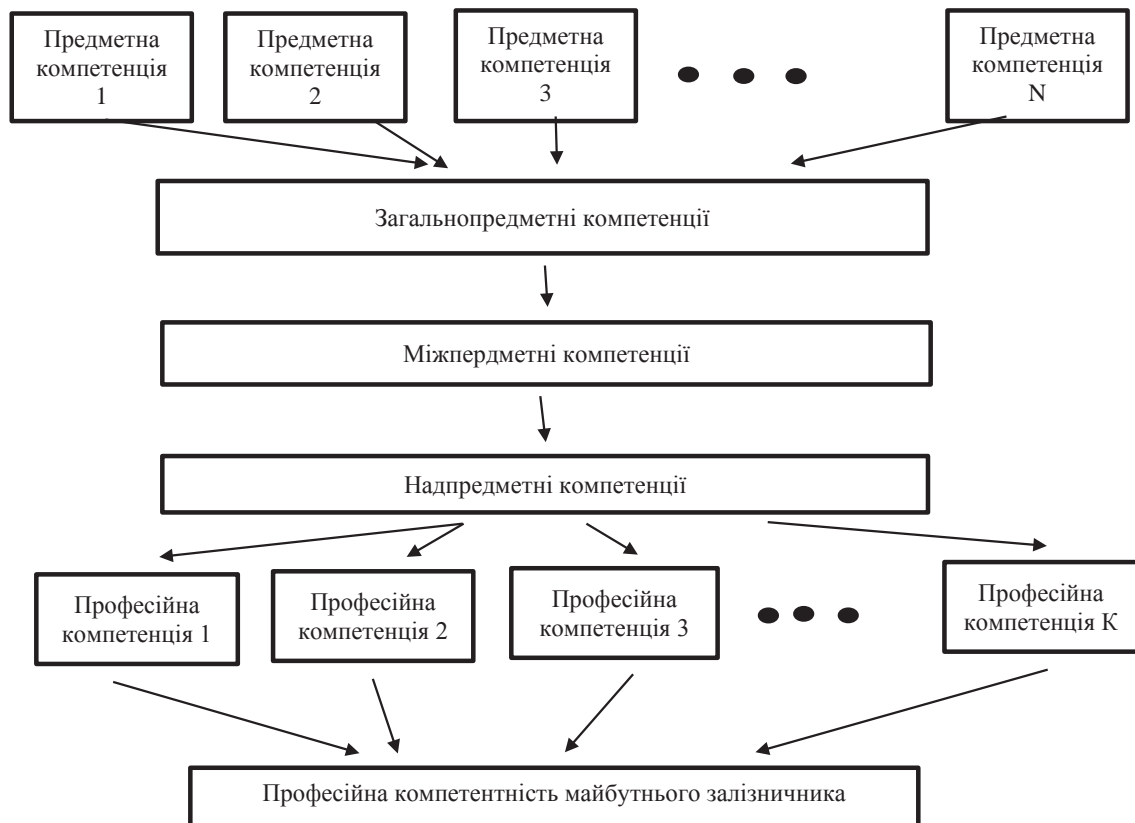 Предметна
компетенція
1
Предметна
компетенція
2
Предметна
компетенція
3
Предметна
компетенція
N
Загальнопредметні компетенції
Міжпердметні компетенції
Надпредметні компетенції
Професійна
компетенція 1
Професійна
компетенція 2
Професійна
компетенція 3
Професійна
компетенція К
Професійна компетентність майбутнього залізничника